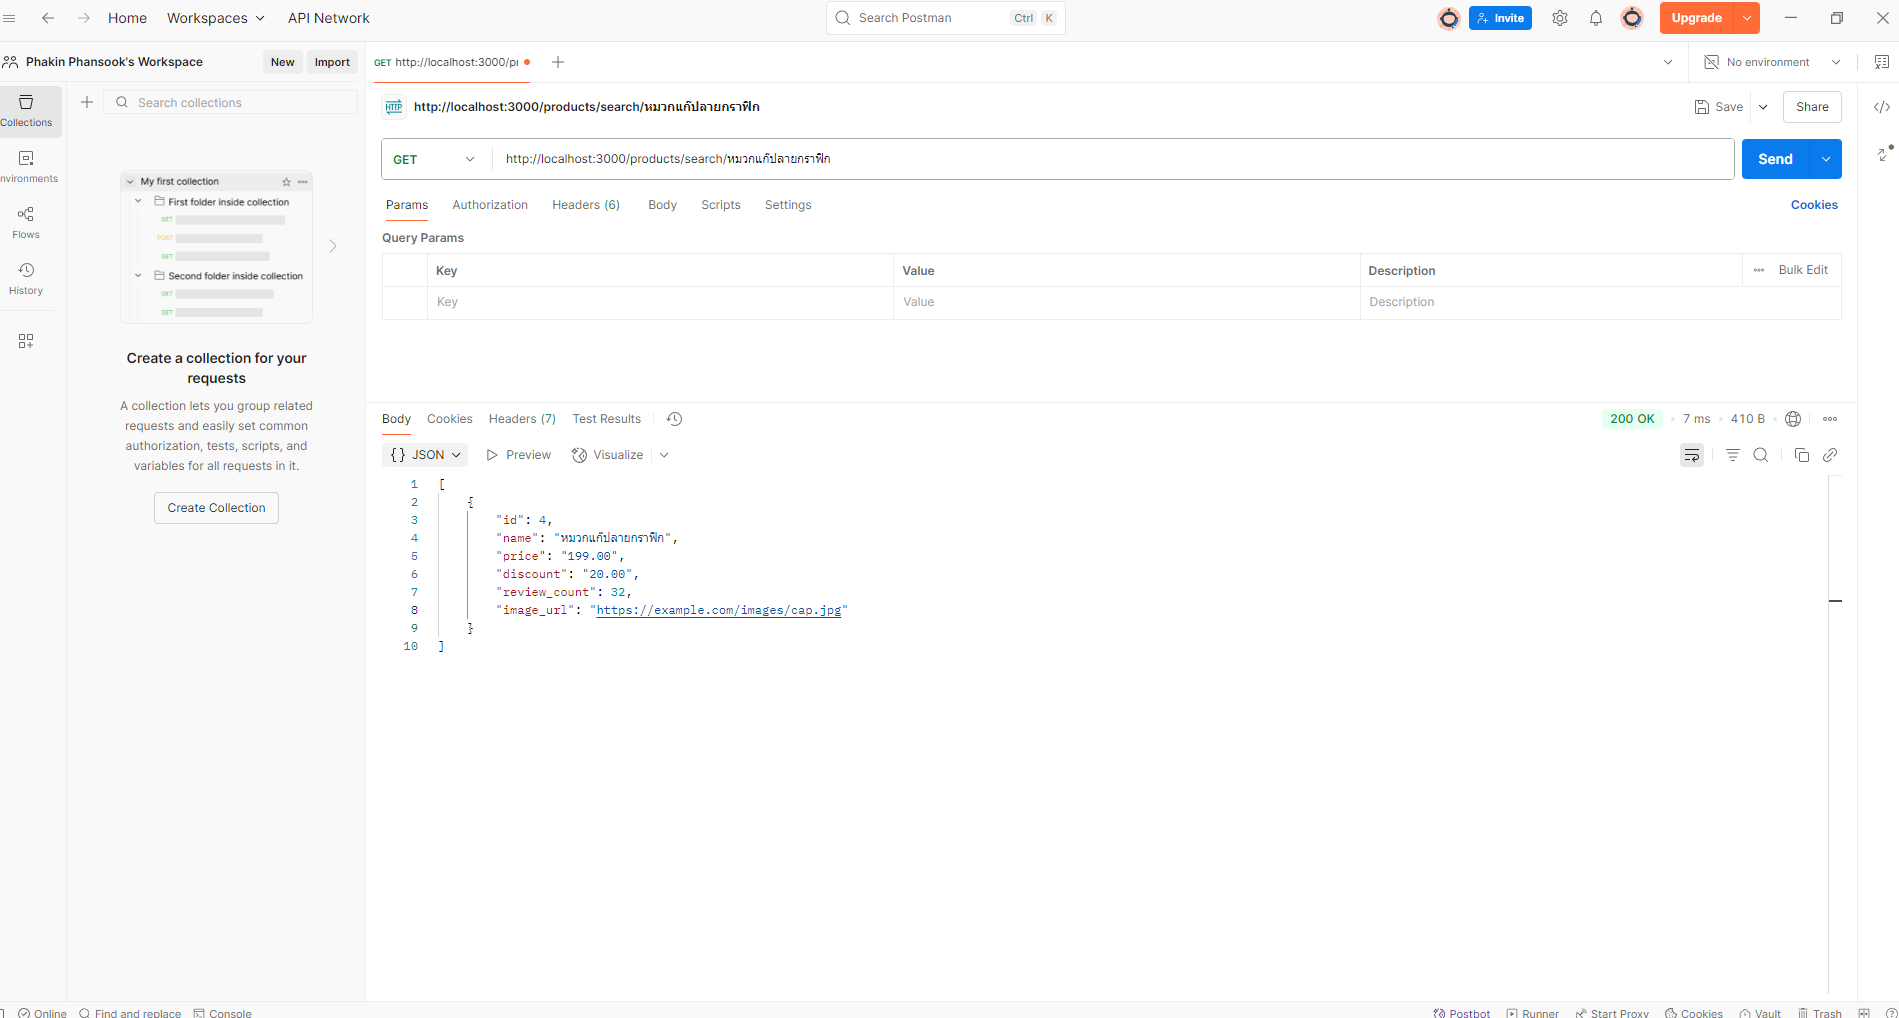 Home Workspaces API Network Search Postman Ctrl K Invite Upgrade
Phakin Phansook's Workspace New Import GET http://localhost:3000/pr No environment
Search collections
Collections
http://localhost:3000/products/search/หมวกแก๊ปลายกราฟิก Save Share
GET http://localhost:3000/products/search/หมวกแก๊ปลายกราฟิก Send
nvironments
Flows
History
My first collection
First folder inside collection
GET
POST
GET
Second folder inside collection
GET
GET
Create a collection for your
requests
A collection lets you group related
requests and easily set common
authorization, tests, scripts, and
variables for all requests in it.
Create Collection
Params Authorization Headers (6) Body Scripts Settings Cookies
Query Params
Key Value Description Bulk Edit
Key Value Description
Body Cookies Headers (7) Test Results 200 OK 7 ms 410 B
{} JSON Preview Visualize
1 [
2 {
3 "id": 4,
4 "name": "หมวกแก๊ปลายกราฟิก",
5 "price": "199.00",
6 "discount": "20.00",
7 "review_count": 32,
8 "image_url": "https://example.com/images/cap.jpg"
9 }
10 ]
Online Find and replace Console Postbot Runner Start Proxy Cookies Vault Trash